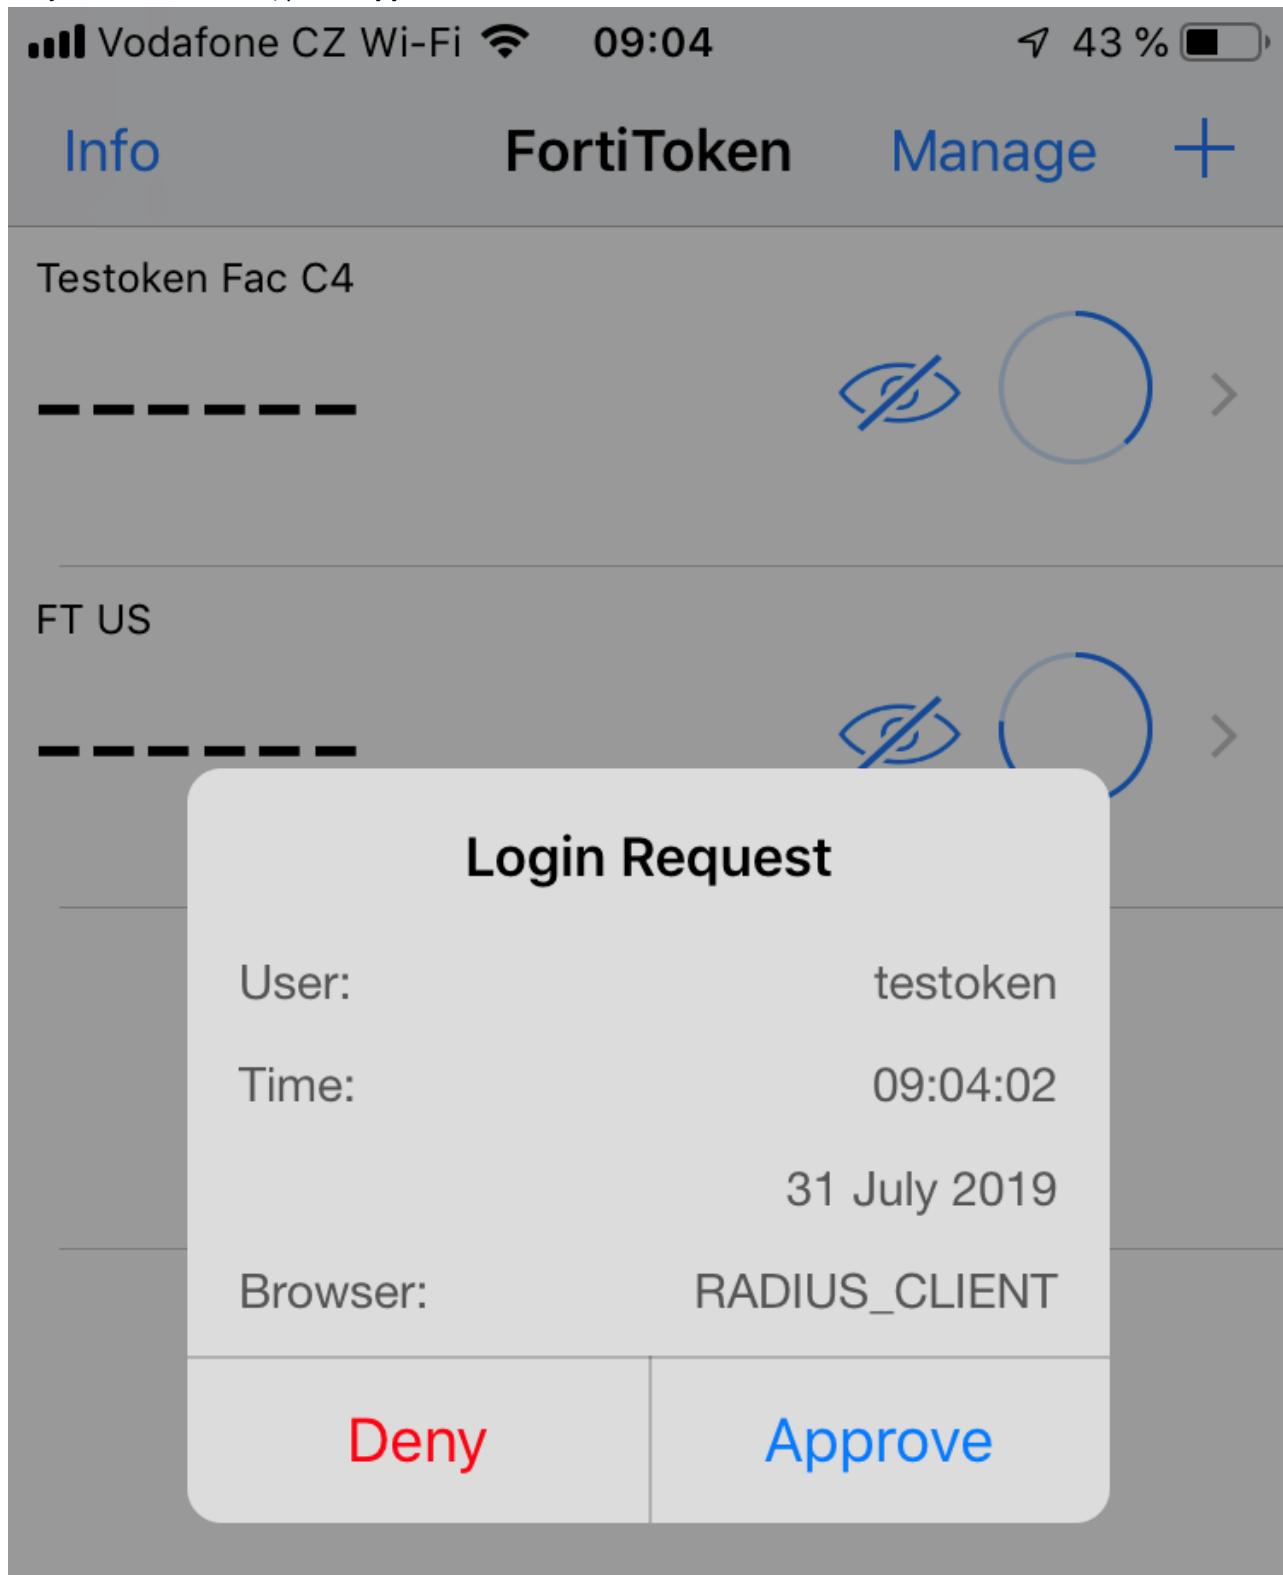 Vodafone CZ Wi-Fi 09:04 43 %
Info FortiToken Manage +
Testoken Fac C4
— — — — — —
FT US
— — — — — —
Login Request
User: testoken
Time: 09:04:02
31 July 2019
Browser: RADIUS_CLIENT
Deny Approve